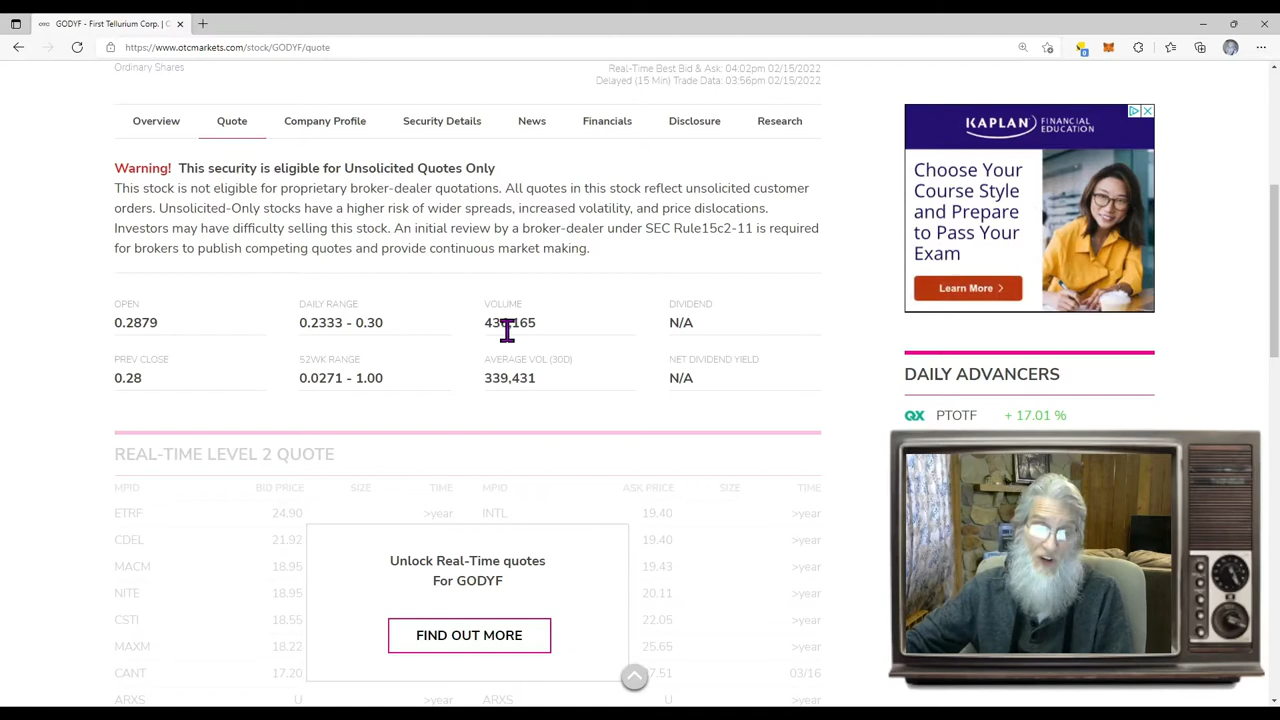 GODYF - First Tellurium Corp. | C
https://www.otcmarkets.com/stock/GODYF/quote
Ordinary Shares
Real-Time Best Bid & Ask: 04:02pm 02/15/2022
Delayed (15 Min) Trade Data: 03:56pm 02/15/2022
Overview Quote Company Profile Security Details News Financials Disclosure Research
Warning! This security is eligible for Unsolicited Quotes Only
This stock is not eligible for proprietary broker-dealer quotations. All quotes in this stock reflect unsolicited customer
orders. Unsolicited-Only stocks have a higher risk of wider spreads, increased volatility, and price dislocations.
Investors may have difficulty selling this stock. An initial review by a broker-dealer under SEC Rule15c2-11 is required
for brokers to publish competing quotes and provide continuous market making.
OPEN DAILY RANGE VOLUME DIVIDEND
0.2879 0.2333 - 0.30 N/A
PREV CLOSE 52WK RANGE AVERAGE VOL (30D) NET DIVIDEND YIELD
0.28 0.0271 - 1.00 339,431 N/A
REAL-TIME LEVEL 2 QUOTE
MPID BID PRICE SIZE TIME MPID ASK PRICE SIZE TIME
ETRF 24.90 >year INTL 19.40 >year
CDEL 21.92 19.40 >year
MACM 18.95 19.43 >year
NITE 18.95 20.11 >year
CSTI 18.55 22.05 >year
MAXM 18.22 25.65 >year
CANT 17.20 03/16
ARXS U >year ARXS U >year
Unlock Real-Time quotes
For GODYF
FIND OUT MORE
KAPLAN FINANCIAL EDUCATION
Choose Your
Course Style
and Prepare
to Pass Your
Exam
Learn More >
DAILY ADVANCERS
QX PTOTF + 17.01 %